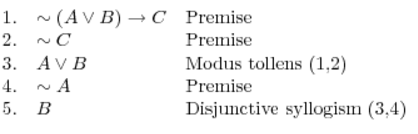 1. ∼ (A ∨ B) → C Premise
2. ∼ C Premise
3. A ∨ B Modus tollens (1,2)
4. ∼ A Premise
5. B Disjunctive syllogism (3,4)